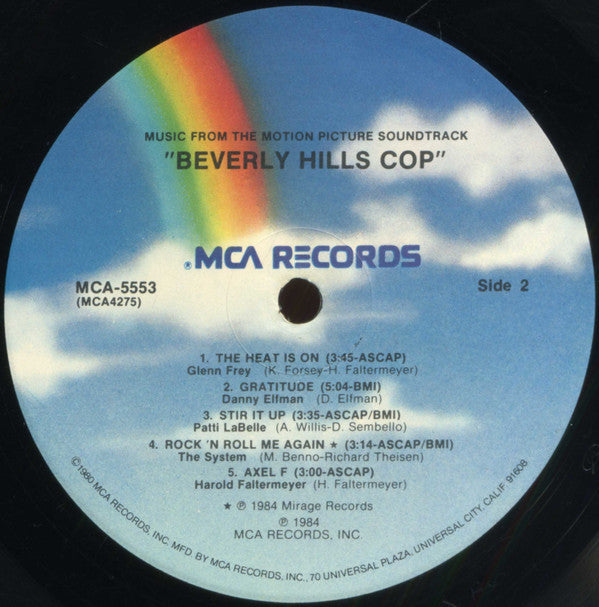 MUSIC FROM THE MOTION PICTURE SOUNDTRACK
"BEVERLY HILLS COP"
®MCA RECORDS
MCA-5553
(MCA4275)
Side 2
1. THE HEAT IS ON (3:45-ASCAP)
Glenn Frey (K. Forsey-H. Faltermeyer)
2. GRATITUDE (5:04-BMI)
Danny Elfman (D. Elfman)
3. STIR IT UP (3:35-ASCAP/BMI)
Patti LaBelle (A. Willis-D. Sembello)
4. ROCK 'N ROLL ME AGAIN ★ (3:14-ASCAP/BMI)
The System (M. Benno-Richard Theisen)
5. AXEL F (3:00-ASCAP)
Harold Faltermeyer (H. Faltermeyer)
★ ℗ 1984 Mirage Records
℗ 1984
MCA RECORDS, INC.
©1980 MCA RECORDS, INC. MFD. BY MCA RECORDS, INC., 70 UNIVERSAL PLAZA, UNIVERSAL CITY, CALIF. 91608